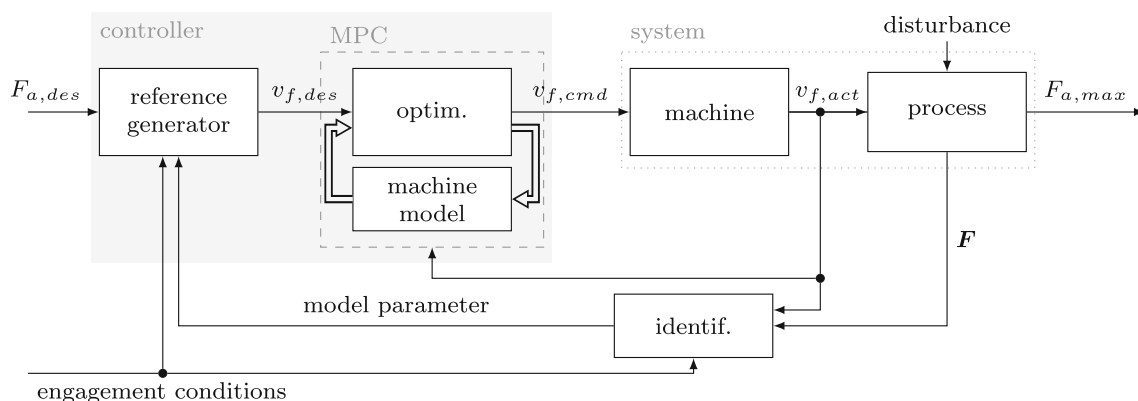 controller
MPC
system
disturbance
F_{a,des}
reference
generator
v_{f,des}
optim.
v_{f,cmd}
machine
v_{f,act}
process
F_{a,max}
machine
model
F
model parameter
identif.
engagement conditions